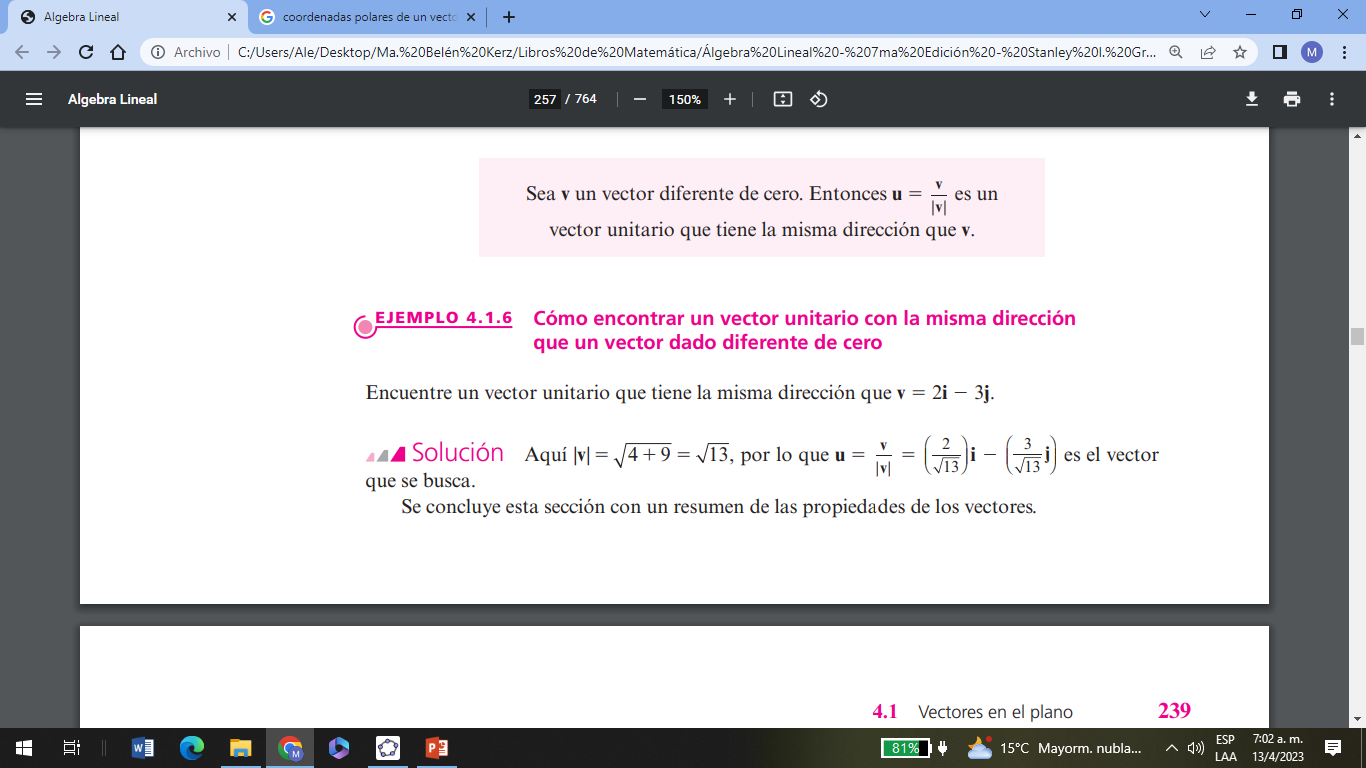 Algebra Lineal
coordenadas polares de un vecto
Archivo | C:/Users/Ale/Desktop/Ma.%20Belén%20Kerz/Libros%20de%20Matemática/Álgebra%20Lineal%20-%207ma%20Edición%20-%20Stanley%20I.%20Gr...
M
Algebra Lineal
257 / 764
150%
Sea v un vector diferente de cero. Entonces u = v/|v| es un
vector unitario que tiene la misma dirección que v.
EJEMPLO 4.1.6 Cómo encontrar un vector unitario con la misma dirección
que un vector dado diferente de cero
Encuentre un vector unitario que tiene la misma dirección que v = 2i − 3j.
Solución Aquí |v| = √4 + 9 = √13, por lo que u = v/|v| = (2/√13)i − (3/√13 j) es el vector
que se busca.
Se concluye esta sección con un resumen de las propiedades de los vectores.
4.1 Vectores en el plano 239
81%
15°C Mayorm. nubla...
ESP
LAA
7:02 a. m.
13/4/2023